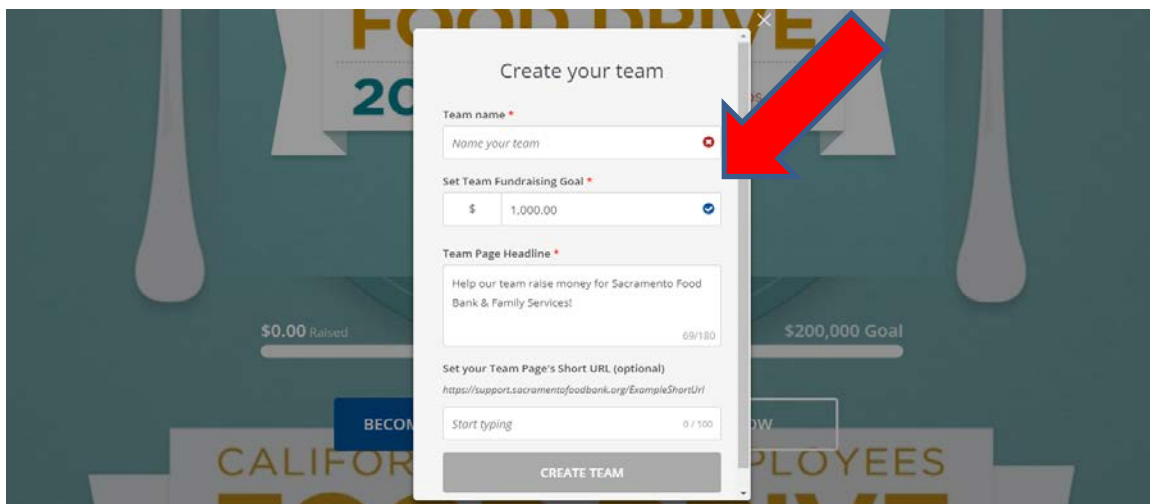 FOOD DRIVE
20
Create your team
Team name *
Name your team
Set Team Fundraising Goal *
$ 1,000.00
Team Page Headline *
Help our team raise money for Sacramento Food
Bank & Family Services!
69/180
$0.00 Raised
$200,000 Goal
Set your Team Page's Short URL (optional)
https://support.sacramentofoodbank.org/ExampleShortUrl
Start typing 0 / 100
BECOM
OW
CREATE TEAM
CALIFOR PLOYEES